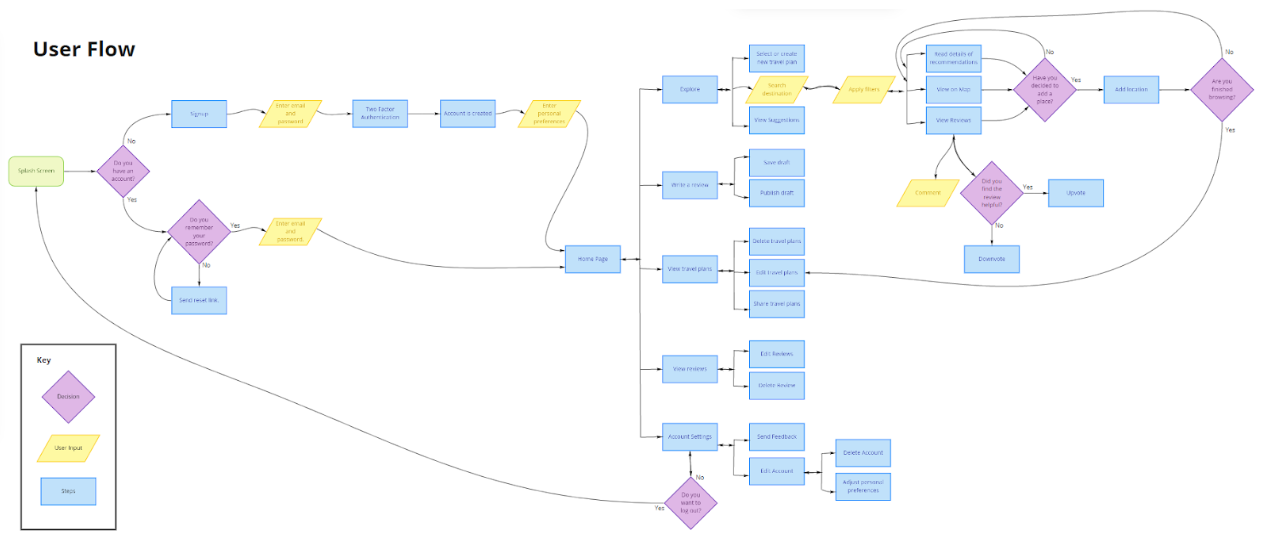 User Flow
Splash Screen
Do you
have an
account?
No
Yes
Signup
Enter email
and
password
Two Factor
Authentication
Account is created
Enter
personal
preferences
Do you
remember
your
password?
Yes
No
Enter email
and
password.
Send reset link.
Home Page
Explore
Select or create
new travel plan
Search
destination
View Suggestions
Apply filters
Read details of
recommendations
View on Map
View Reviews
Have you
decided to
add a
place?
No
Yes
Add location
Are you
finished
browsing?
No
Yes
Comment
Did you
find the
review
helpful?
Yes
No
Upvote
Downvote
Write a review
Save draft
Publish draft
View travel plans
Delete travel plans
Edit travel plans
Share travel plans
View reviews
Edit Reviews
Delete Review
Account Settings
Send Feedback
Edit Account
Delete Account
Adjust personal
preferences
No
Do you
want to
log out?
Yes
Key
Decision
User Input
Steps